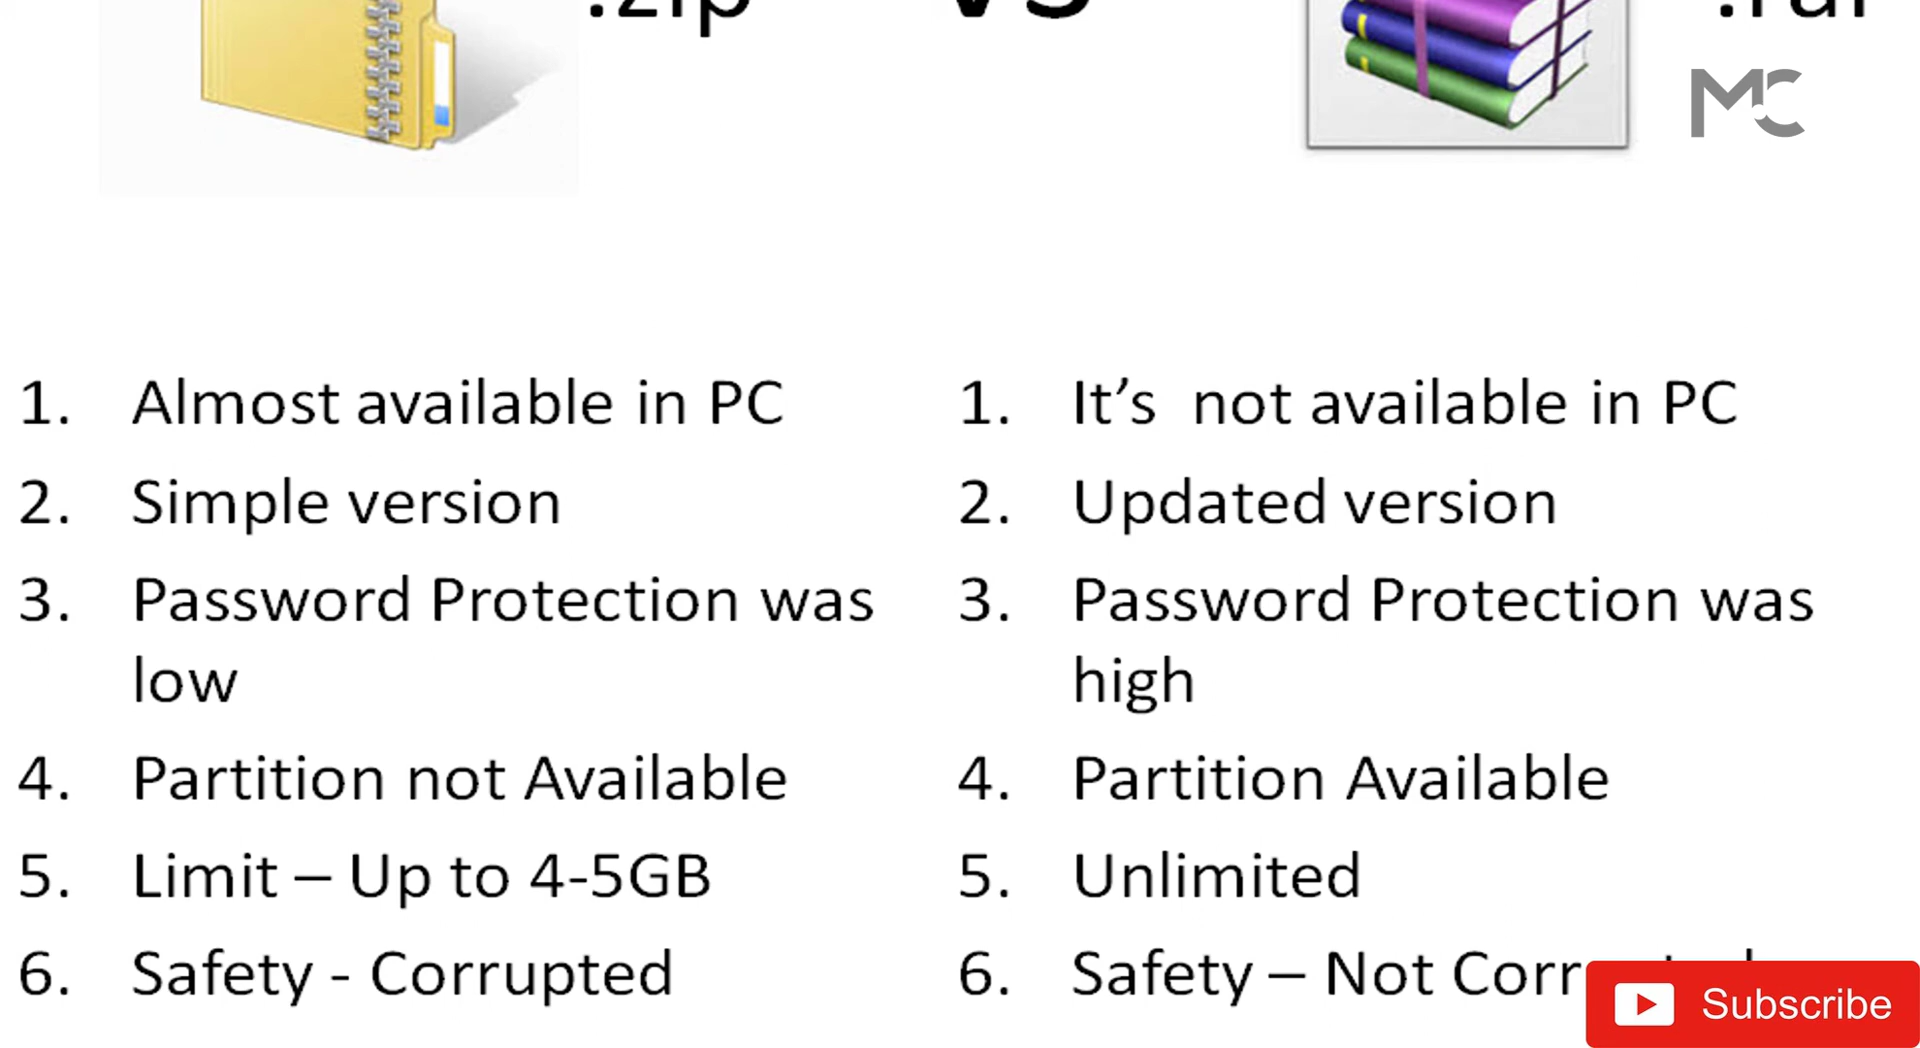 .zip vs .rar
MC
1. Almost available in PC
2. Simple version
3. Password Protection was
low
4. Partition not Available
5. Limit – Up to 4-5GB
6. Safety - Corrupted
1. It’s  not available in PC
2. Updated version
3. Password Protection was
high
4. Partition Available
5. Unlimited
6. Safety – Not
Subscribe